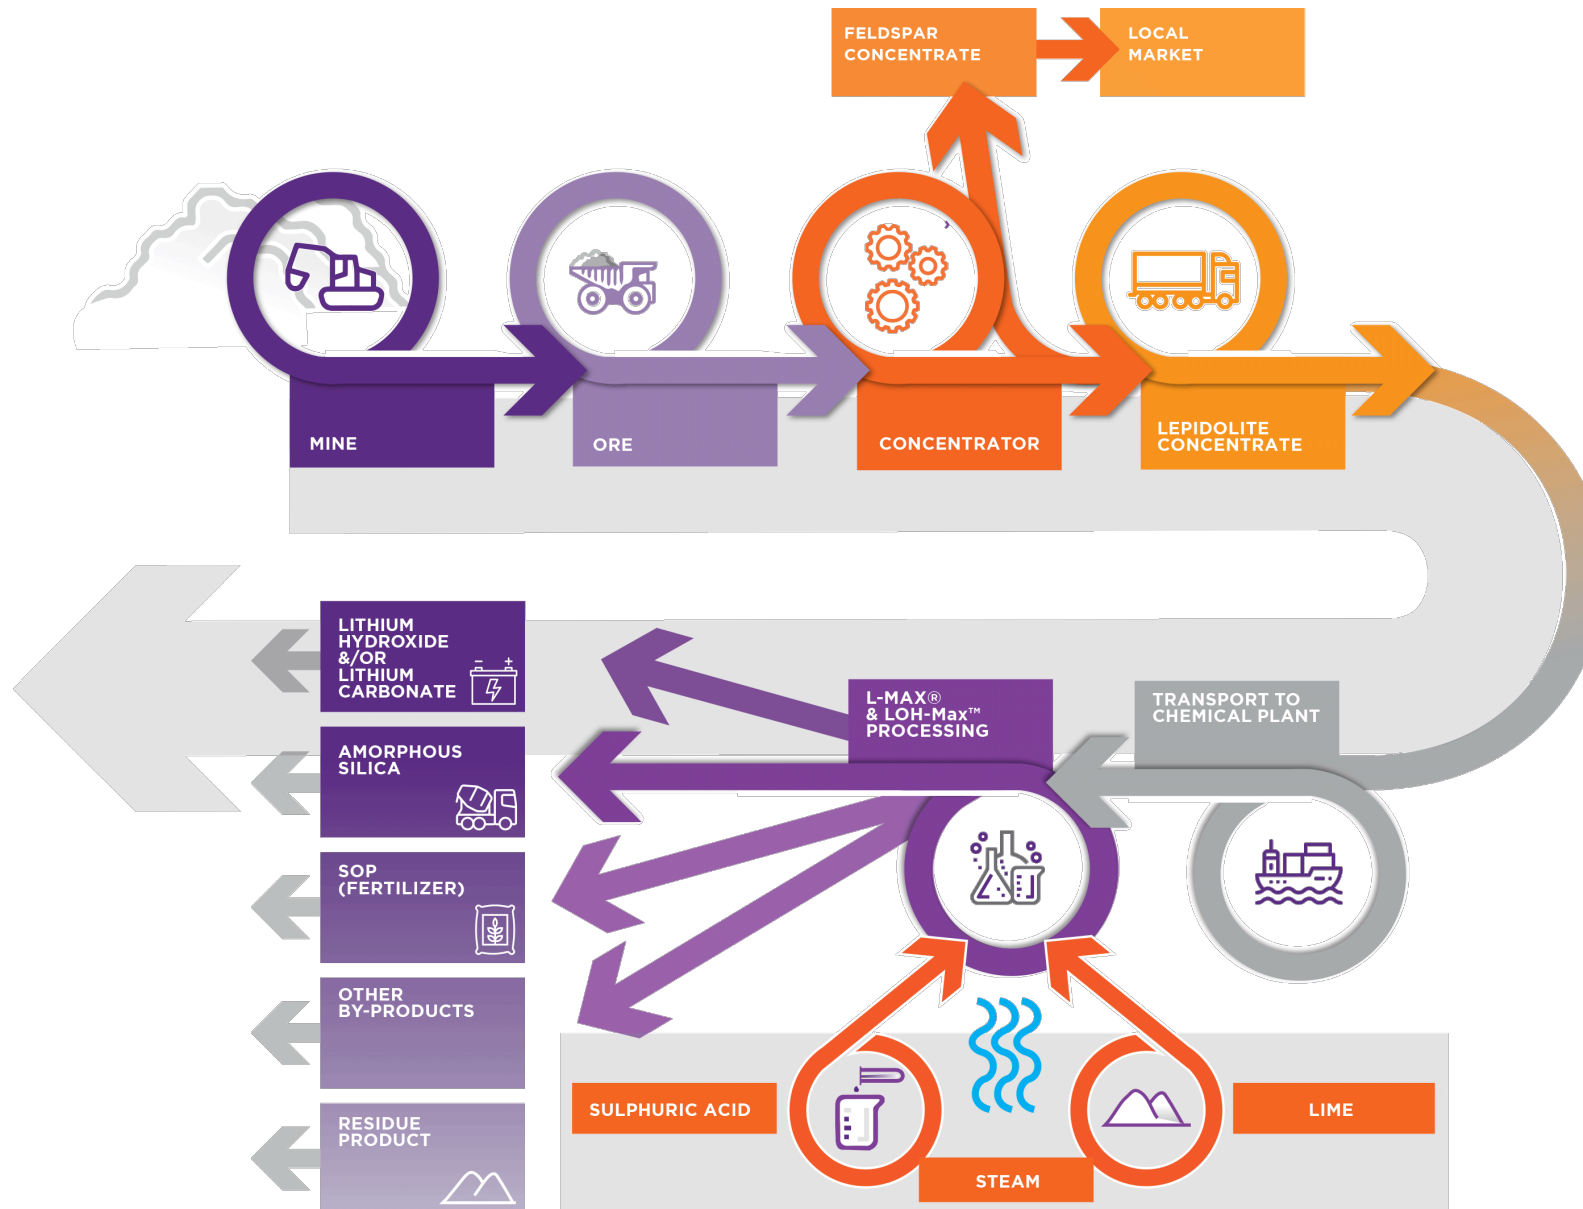 FELDSPAR
CONCENTRATE
LOCAL
MARKET
MINE
ORE
CONCENTRATOR
LEPIDOLITE
CONCENTRATE
LITHIUM
HYDROXIDE
&/OR
LITHIUM
CARBONATE
L-MAX®
& LOH-Max™
PROCESSING
TRANSPORT TO
CHEMICAL PLANT
AMORPHOUS
SILICA
SOP
(FERTILIZER)
OTHER
BY-PRODUCTS
RESIDUE
PRODUCT
SULPHURIC ACID
STEAM
LIME